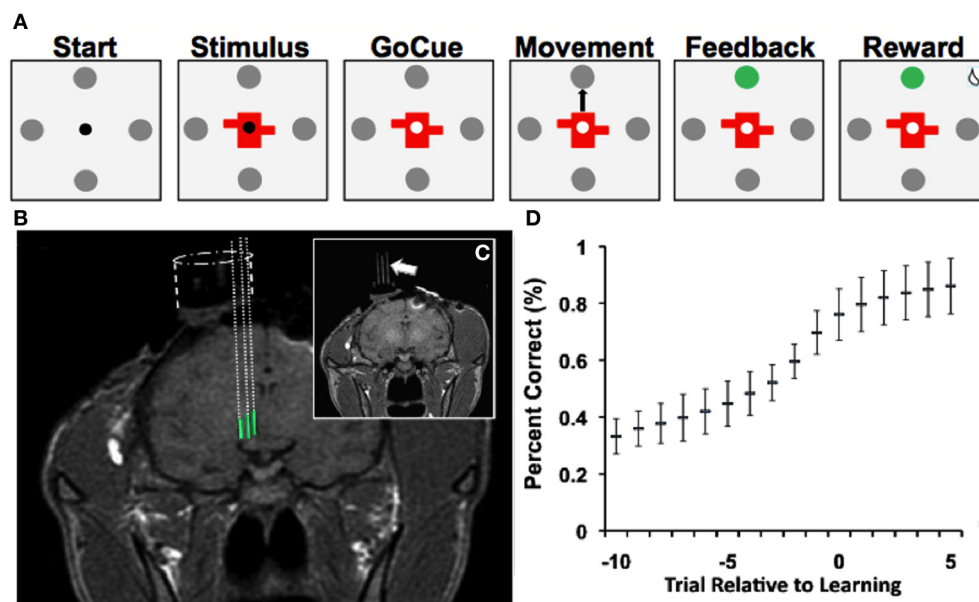 A
Start Stimulus GoCue Movement Feedback Reward
B
C
D
Percent Correct (%)
1
0.8
0.6
0.4
0.2
0
-10 -5 0 5
Trial Relative to Learning